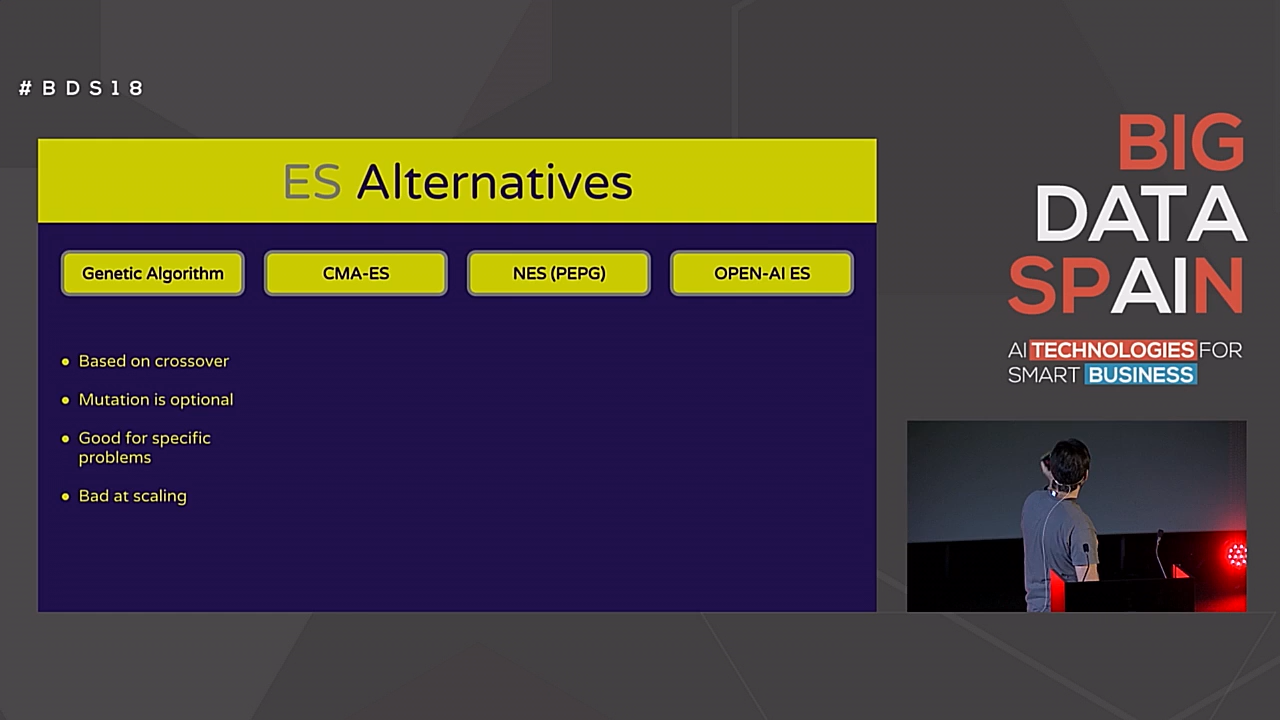 #BDS18
ES Alternatives
Genetic Algorithm
CMA-ES
NES (PEPG)
OPEN-AI ES
• Based on crossover
• Mutation is optional
• Good for specific
problems
• Bad at scaling
BIG
DATA
SPAIN
AI TECHNOLOGIES FOR
SMART BUSINESS